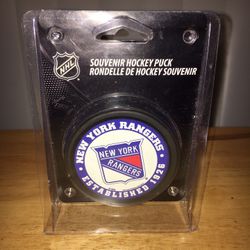 NHL
SOUVENIR HOCKEY PUCK
RONDELLE DE HOCKEY SOUVENIR
NEW YORK RANGERS
NEW YORK
RANGERS
ESTABLISHED 1926